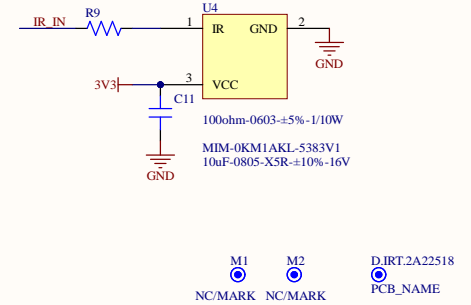 U4
R9
IR_IN
1
IR
GND
2
GND
3V3
3
VCC
C11
100ohm-0603-±5%-1/10W
MIM-0KM1AKL-5383V1
10uF-0805-X5R-±10%-16V
GND
M1
M2
D.IRT.2A22518
NC/MARK
NC/MARK
PCB_NAME